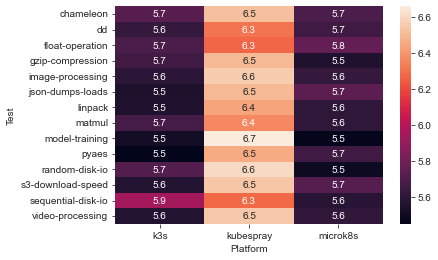 chameleon 5.7 6.5 5.7
dd 5.6 6.3 5.7
float-operation 5.7 6.3 5.8
gzip-compression 5.7 6.5 5.5
image-processing 5.6 6.6 5.6
json-dumps-loads 5.5 6.5 5.7
linpack 5.5 6.4 5.6
matmul 5.7 6.4 5.6
model-training 5.5 6.7 5.5
pyaes 5.5 6.5 5.7
random-disk-io 5.7 6.6 5.5
s3-download-speed 5.6 6.5 5.7
sequential-disk-io 5.9 6.3 5.6
video-processing 5.6 6.5 5.6
k3s kubespray microk8s
Platform
Test
6.6
6.4
6.2
6.0
5.8
5.6